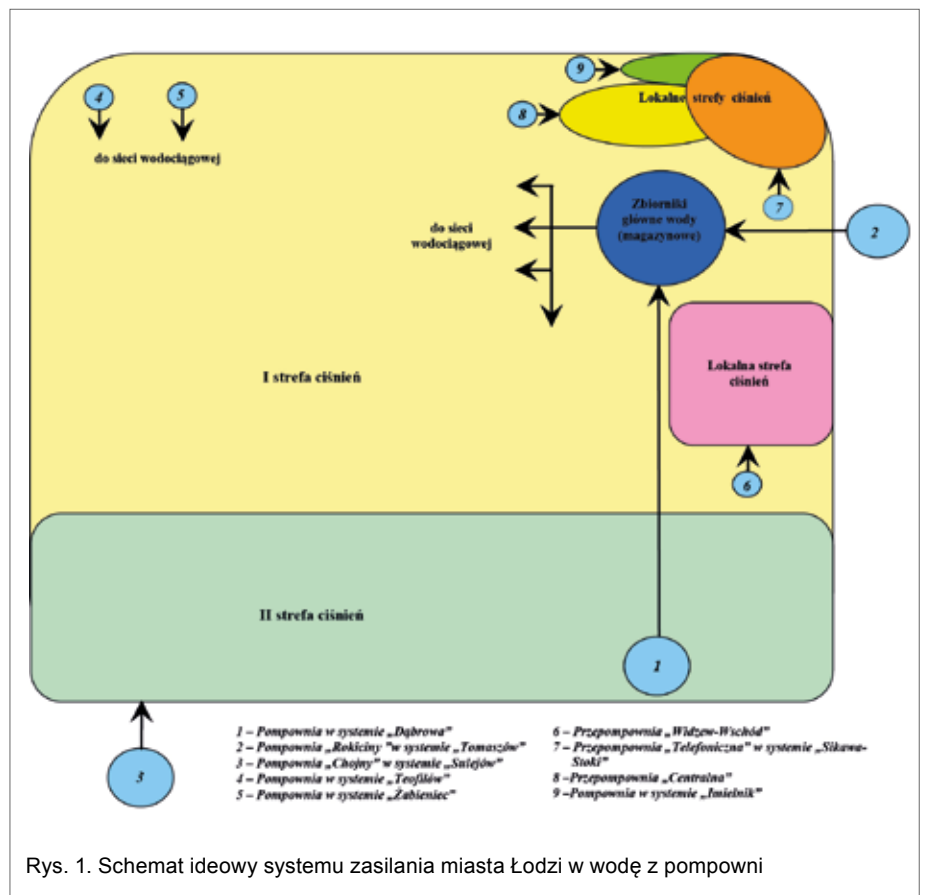 9
4
5
Lokalne strefy ciśnień
8
do sieci wodociągowej
7
Zbiorniki
główne wody
(magazynowe)
do sieci
wodociągowej
2
I strefa ciśnień
Lokalna strefa
ciśnień
6
II strefa ciśnień
1
3
1 – Pompownia w systemie „Dąbrowa”
2 – Pompownia „Rokiciny ”w systemie „Tomaszów”
3 – Pompownia „Chojny” w systemie „Sulejów”
4 – Pompownia w systemie „Teofilów”
5 – Pompownia w systemie „Żabieniec”
6 – Przepompownia „Widzew-Wschód”
7 – Przepompownia „Telefoniczna” w systemie „Sikawa-
Stoki”
8 –Przepompownia „Centralna”
9 –Pompownia w systemie „Imielnik”
Rys. 1. Schemat ideowy systemu zasilania miasta Łodzi w wodę z pompowni